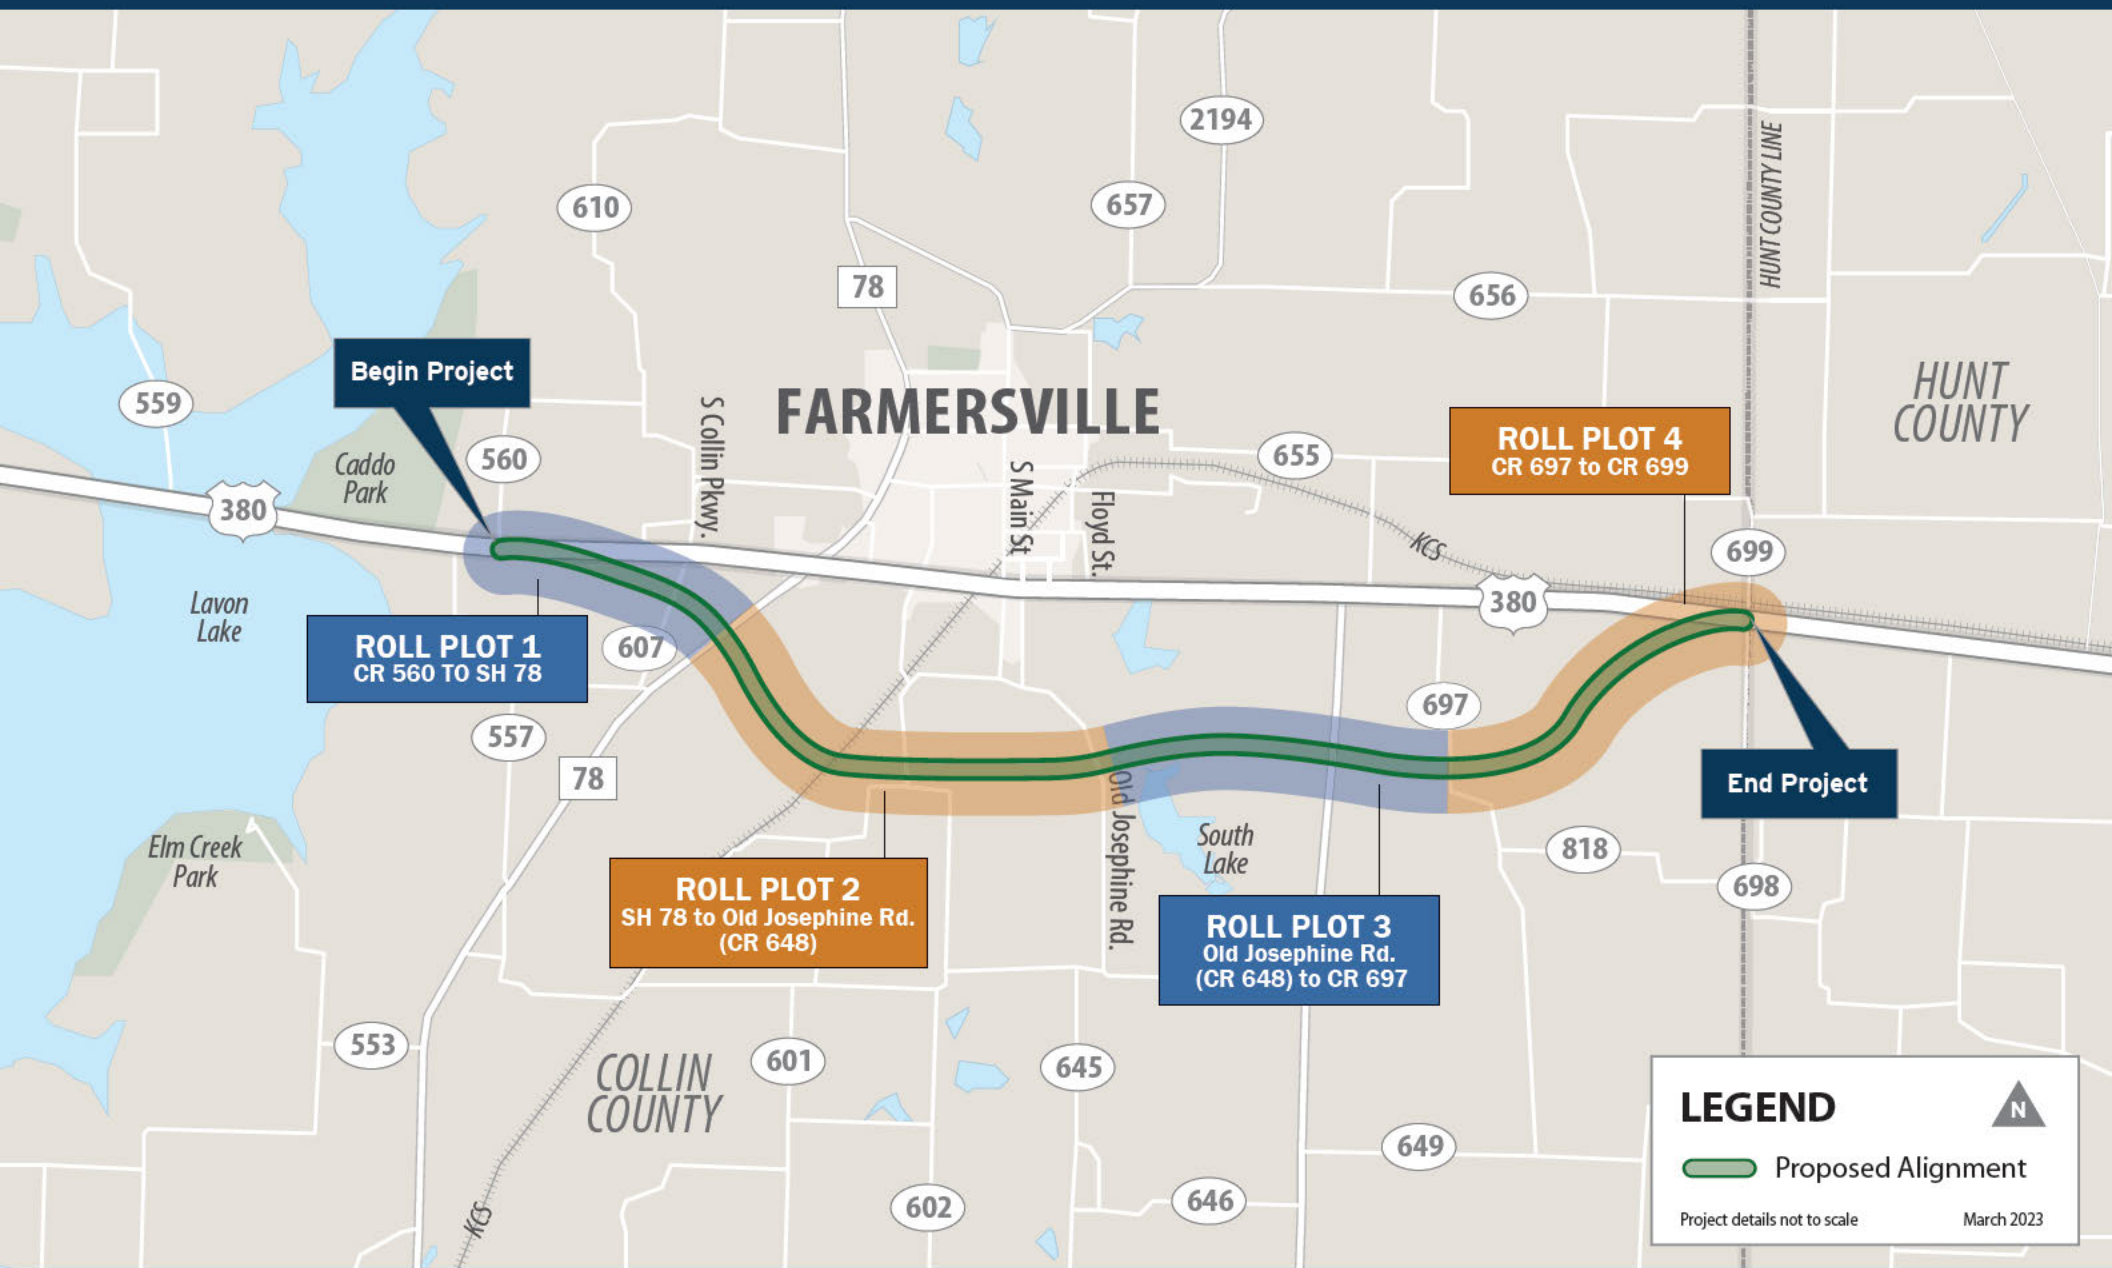 2194
610
657
78
HUNT COUNTY LINE
656
Begin Project
559
FARMERSVILLE
HUNT
COUNTY
S Collin Pkwy.
ROLL PLOT 4
CR 697 to CR 699
Caddo
Park
560
655
S Main St
Floyd St.
380
KCS
699
Lavon
Lake
380
ROLL PLOT 1
CR 560 TO SH 78
607
697
557
78
End Project
Old Josephine Rd.
Elm Creek
Park
South
Lake
818
698
ROLL PLOT 2
SH 78 to Old Josephine Rd.
(CR 648)
ROLL PLOT 3
Old Josephine Rd.
(CR 648) to CR 697
553
COLLIN
COUNTY
601
645
649
602
646
KCS
LEGEND
N
Proposed Alignment
Project details not to scale
March 2023